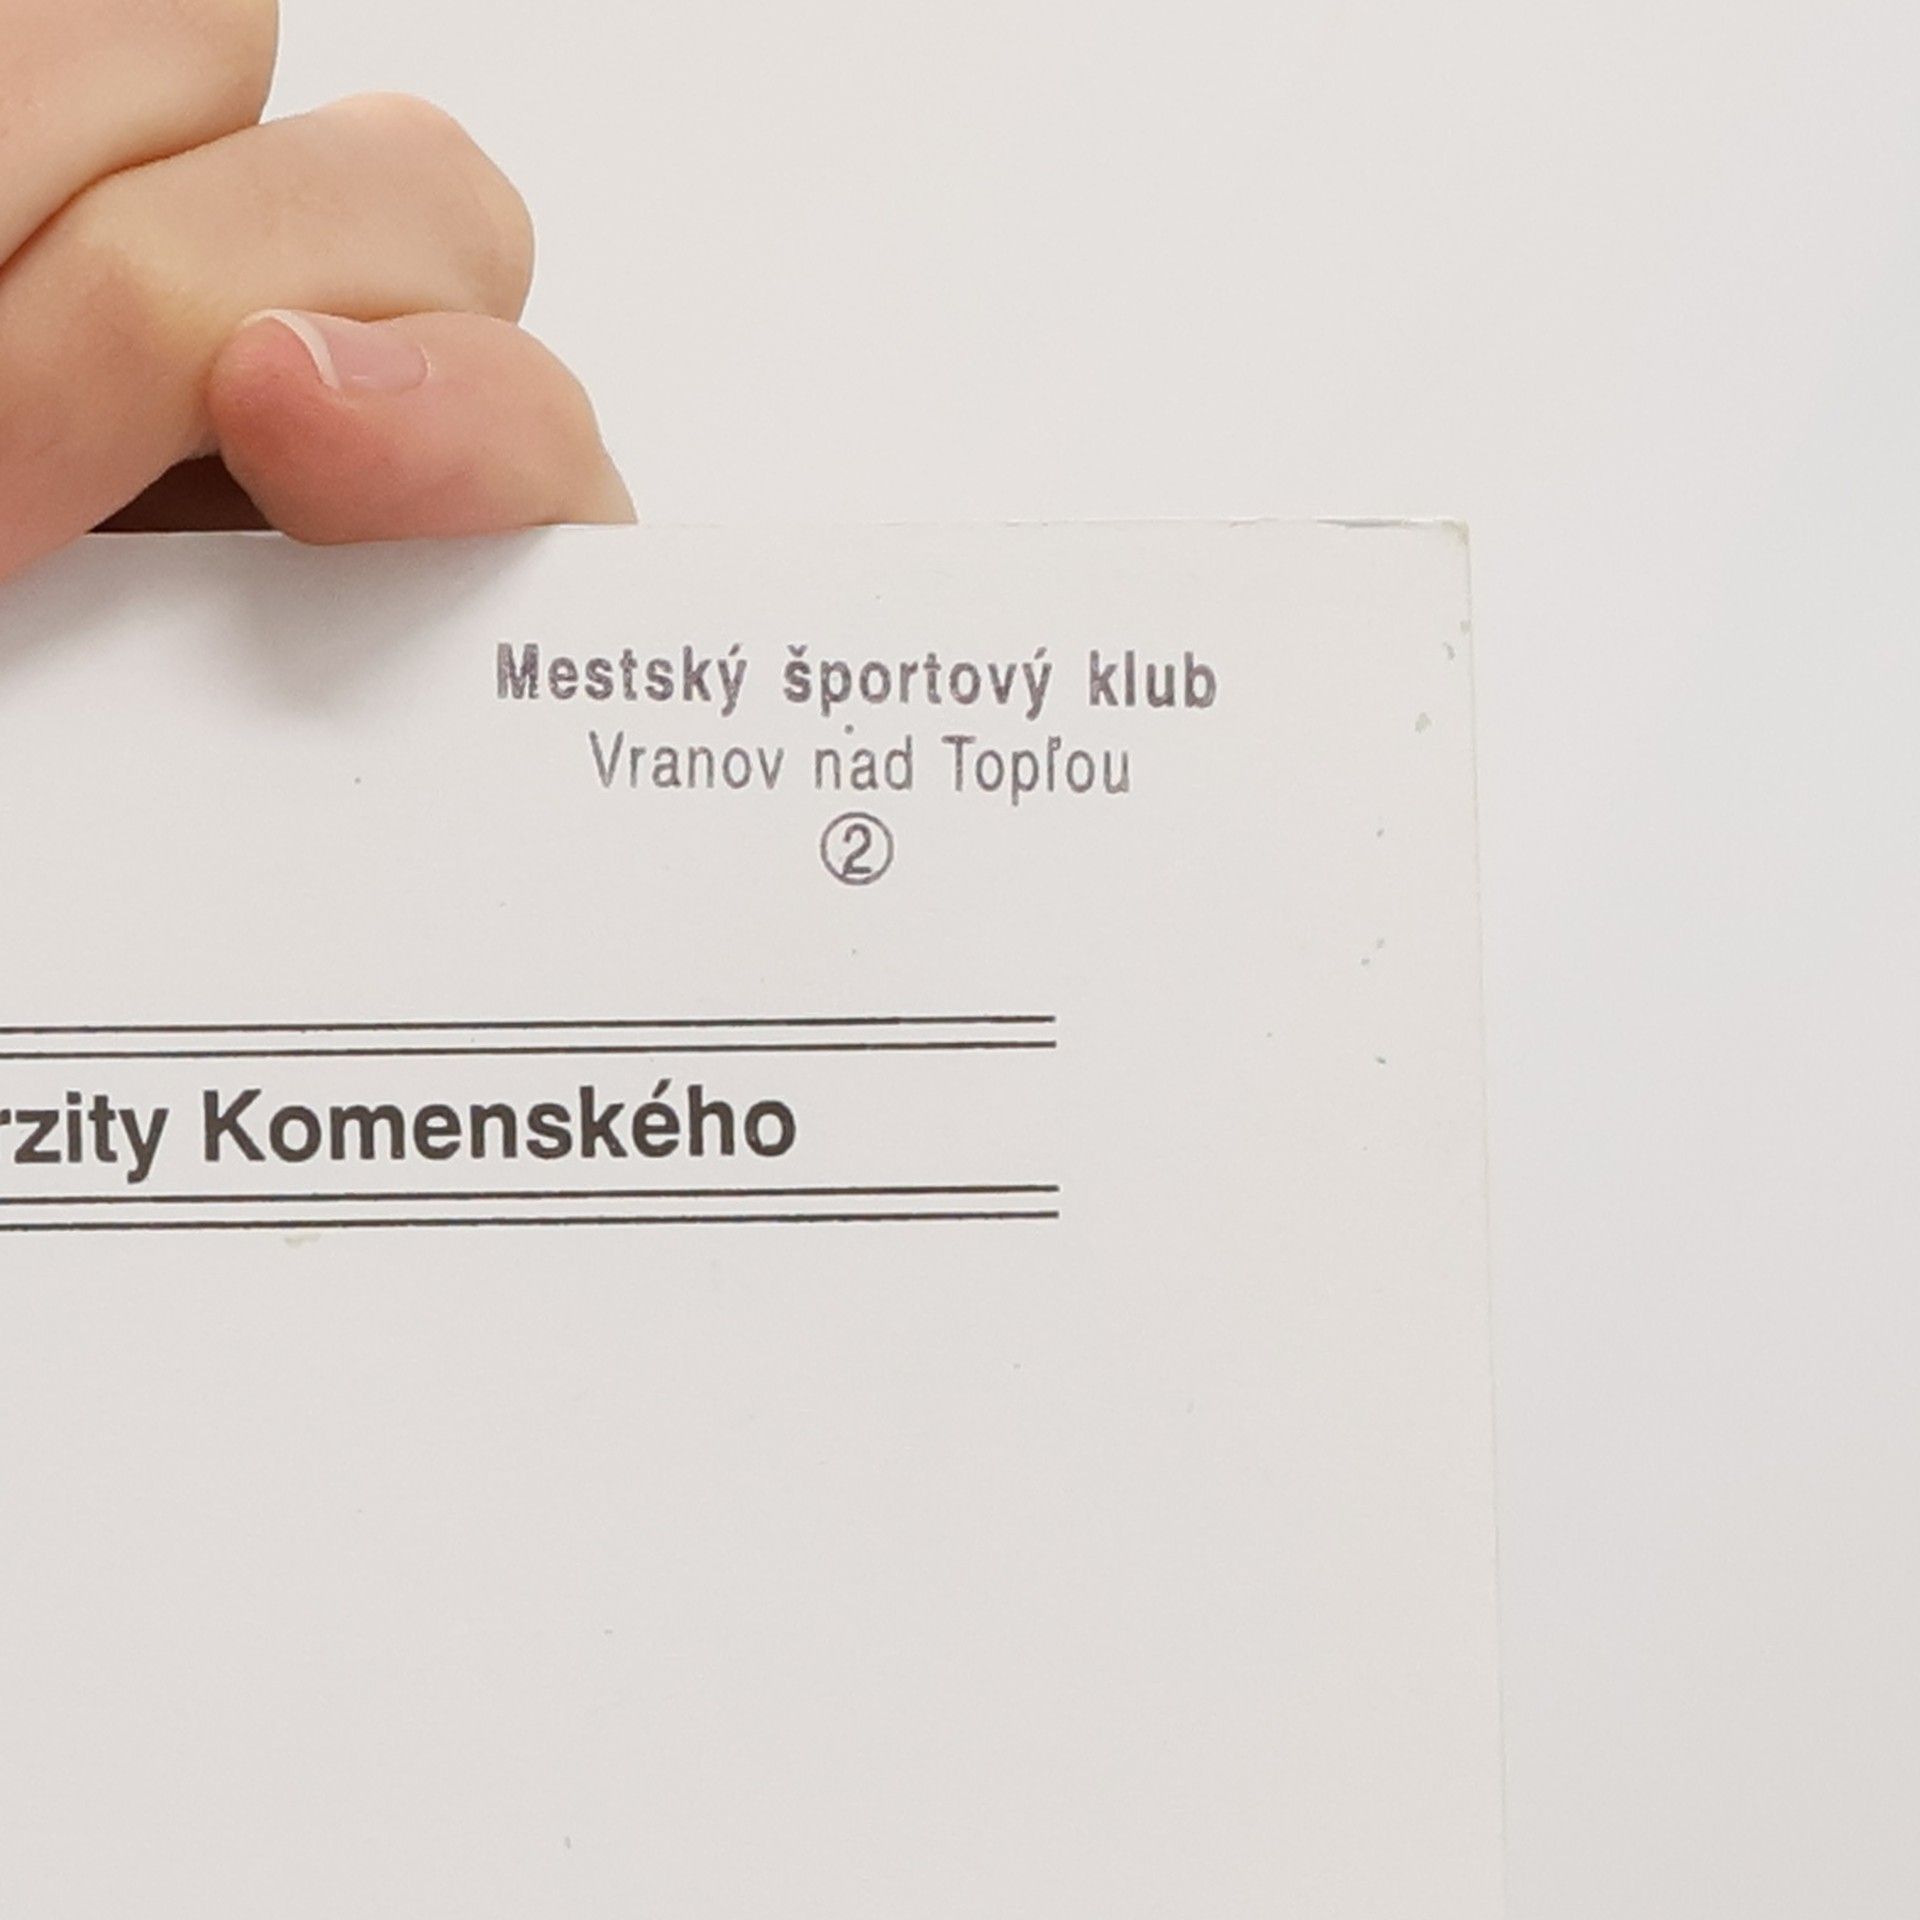 Mestský športový klub
Vranov nad Topľou
②
rzity Komenského